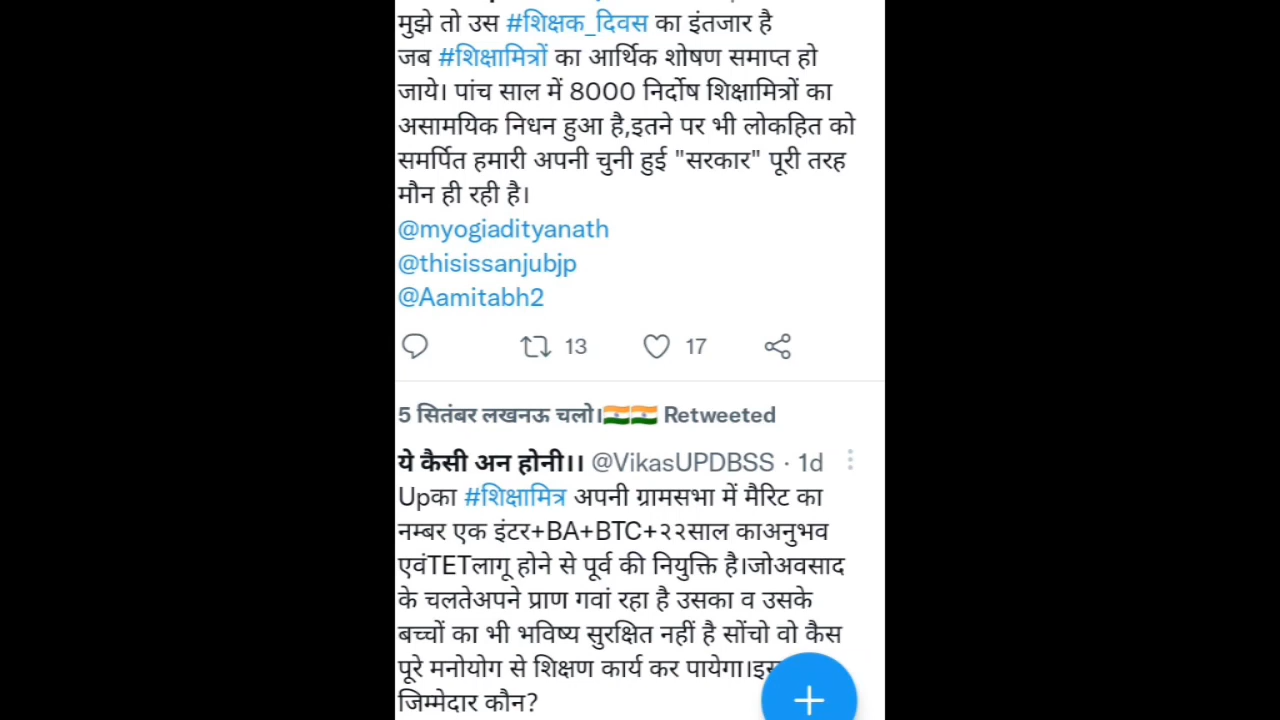 मुझे तो उस #शिक्षक_दिवस का इंतजार है
जब #शिक्षामित्रों का आर्थिक शोषण समाप्त हो
जाये। पांच साल में 8000 निर्दोष शिक्षामित्रों का
असामयिक निधन हुआ है,इतने पर भी लोकहित को
समर्पित हमारी अपनी चुनी हुई "सरकार" पूरी तरह
मौन ही रही है।
@myogiadityanath
@thisissanjubjp
@Aamitabh2
13 17
5 सितंबर लखनऊ चलो।🇮🇳🇮🇳 Retweeted
ये कैसी अन होनी।। @VikasUPDBSS · 1d
Upका #शिक्षामित्र अपनी ग्रामसभा में मैरिट का
नम्बर एक इंटर+BA+BTC+२२साल काअनुभव
एवंTETलागू होने से पूर्व की नियुक्ति है।जोअवसाद
के चलतेअपने प्राण गवां रहा है उसका व उसके
बच्चों का भी भविष्य सुरक्षित नहीं है सोंचो वो कैस
पूरे मनोयोग से शिक्षण कार्य कर पायेगा।
जिम्मेदार कौन?